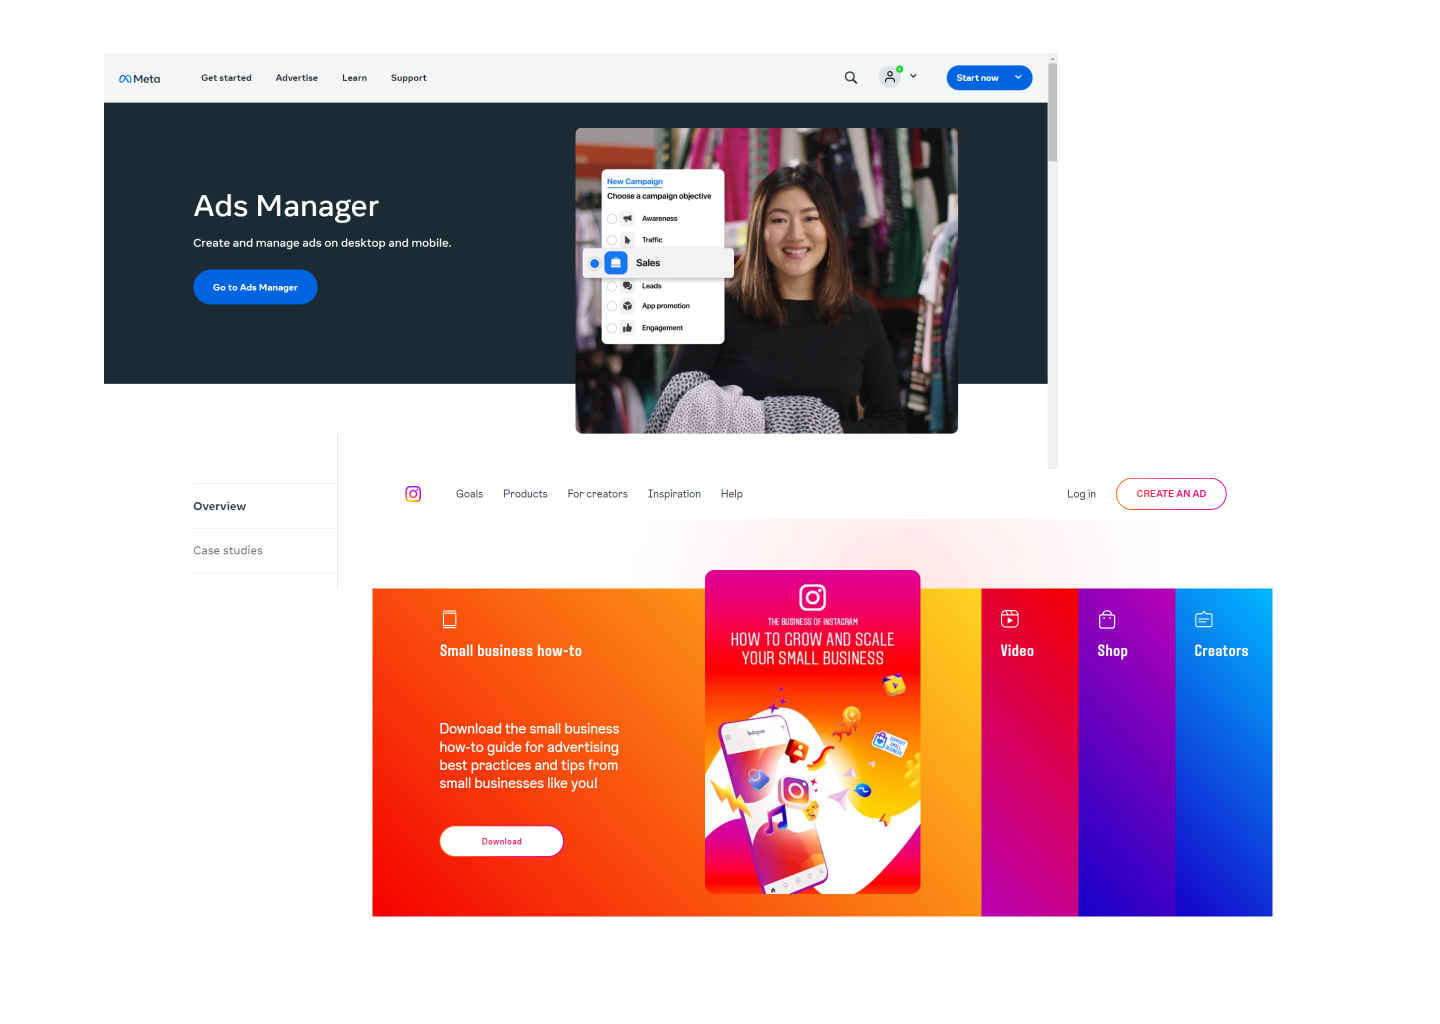 Meta
Get started
Advertise
Learn
Support
Start now
Ads Manager
Create and manage ads on desktop and mobile.
Go to Ads Manager
New Campaign
Choose a campaign objective
Awareness
Traffic
Sales
Leads
App promotion
Engagement
Overview
Case studies
Goals
Products
For creators
Inspiration
Help
Log in
CREATE AN AD
Small business how-to
Download the small business
how-to guide for advertising
best practices and tips from
small businesses like you!
Download
THE BUSINESS OF INSTAGRAM
HOW TO GROW AND SCALE
YOUR SMALL BUSINESS
Instagram
SUPPORT
SMALL
BUSINESS
Video
Shop
Creators